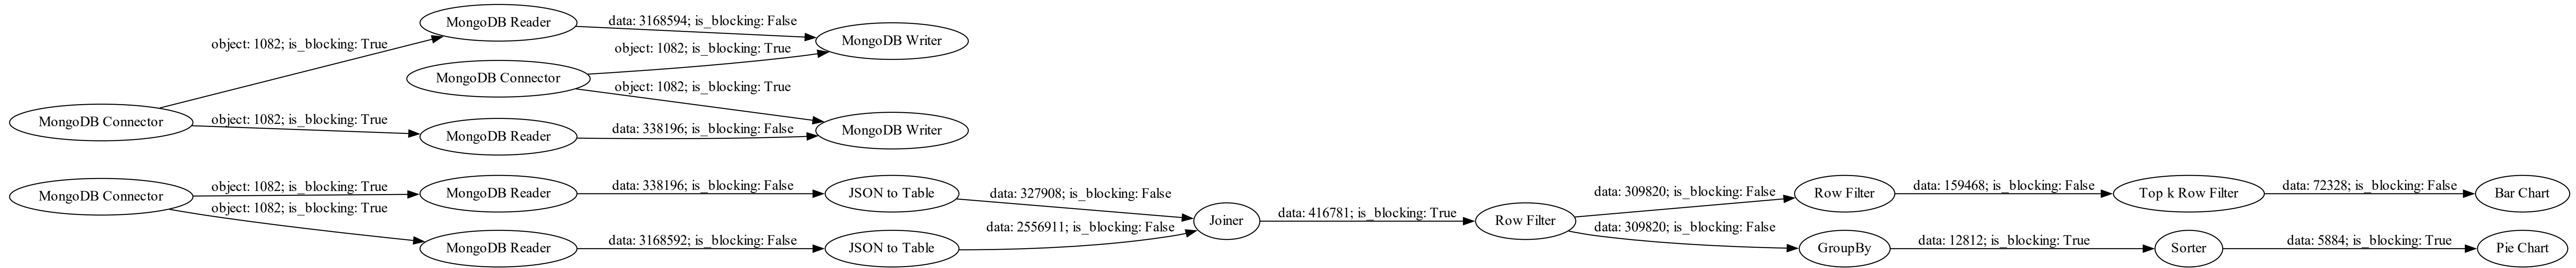 MongoDB Reader
data: 3168594; is_blocking: False
MongoDB Writer
object: 1082; is_blocking: True
object: 1082; is_blocking: True
MongoDB Connector
object: 1082; is_blocking: True
MongoDB Connector
object: 1082; is_blocking: True
MongoDB Reader
data: 338196; is_blocking: False
MongoDB Writer
MongoDB Connector
object: 1082; is_blocking: True
MongoDB Reader
data: 338196; is_blocking: False
JSON to Table
data: 327908; is_blocking: False
object: 1082; is_blocking: True
MongoDB Reader
data: 3168592; is_blocking: False
JSON to Table
data: 2556911; is_blocking: False
Joiner
data: 416781; is_blocking: True
Row Filter
data: 309820; is_blocking: False
Row Filter
data: 159468; is_blocking: False
Top k Row Filter
data: 72328; is_blocking: False
Bar Chart
data: 309820; is_blocking: False
GroupBy
data: 12812; is_blocking: True
Sorter
data: 5884; is_blocking: True
Pie Chart